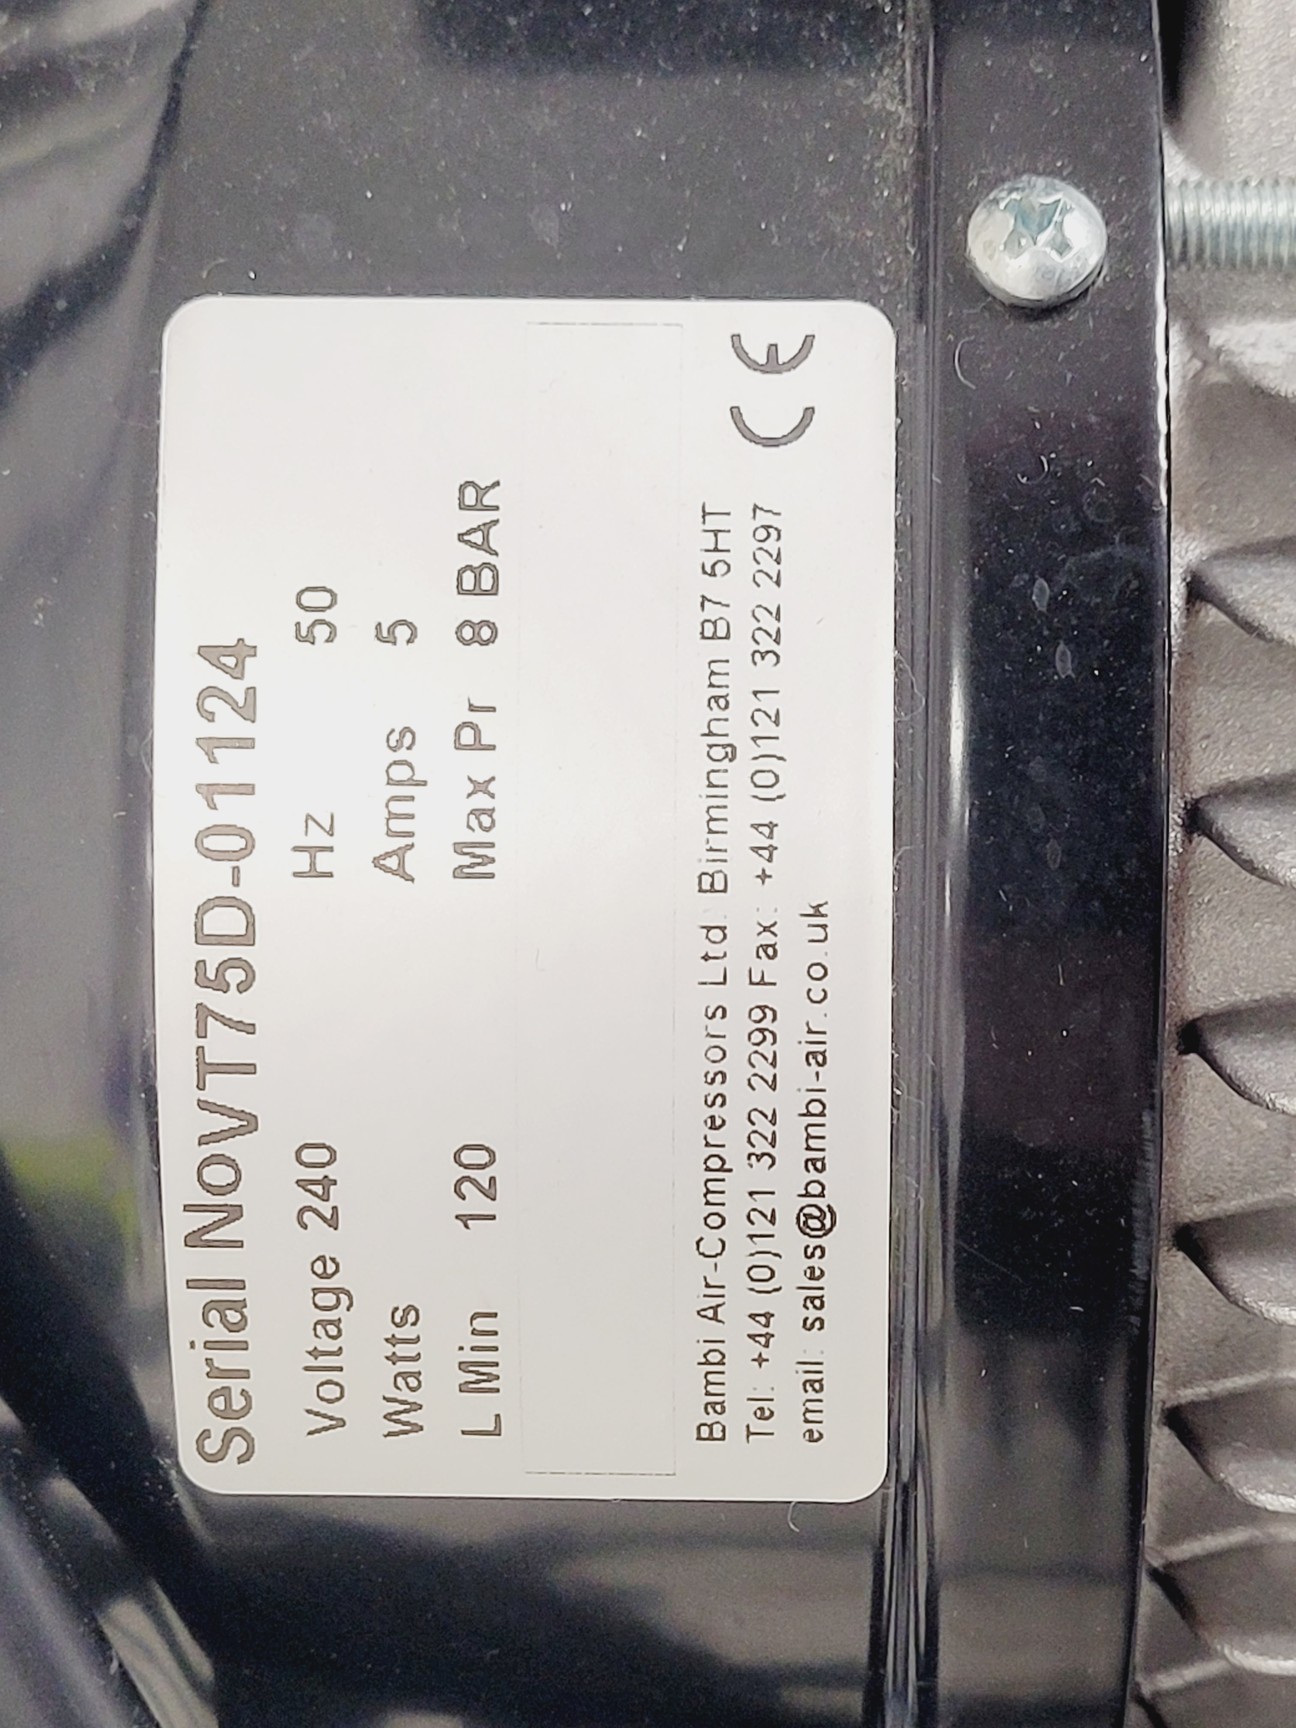 Serial NoVT75D-01124
Voltage 240 Hz 50
Watts Amps 5
L Min 120 Max Pr 8 BAR
Bambi Air-Compressors Ltd. Birmingham B7 5HT
Tel: +44 (0)121 322 2299 Fax: +44 (0)121 322 2297
email: sales@bambi-air.co.uk
CE